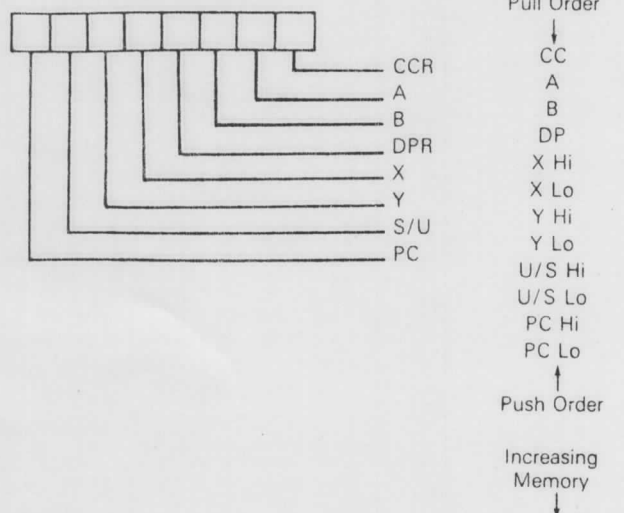 CCR
A
B
DPR
X
Y
S/U
PC
Pull Order
CC
A
B
DP
X Hi
X Lo
Y Hi
Y Lo
U/S Hi
U/S Lo
PC Hi
PC Lo
Push Order
Increasing
Memory